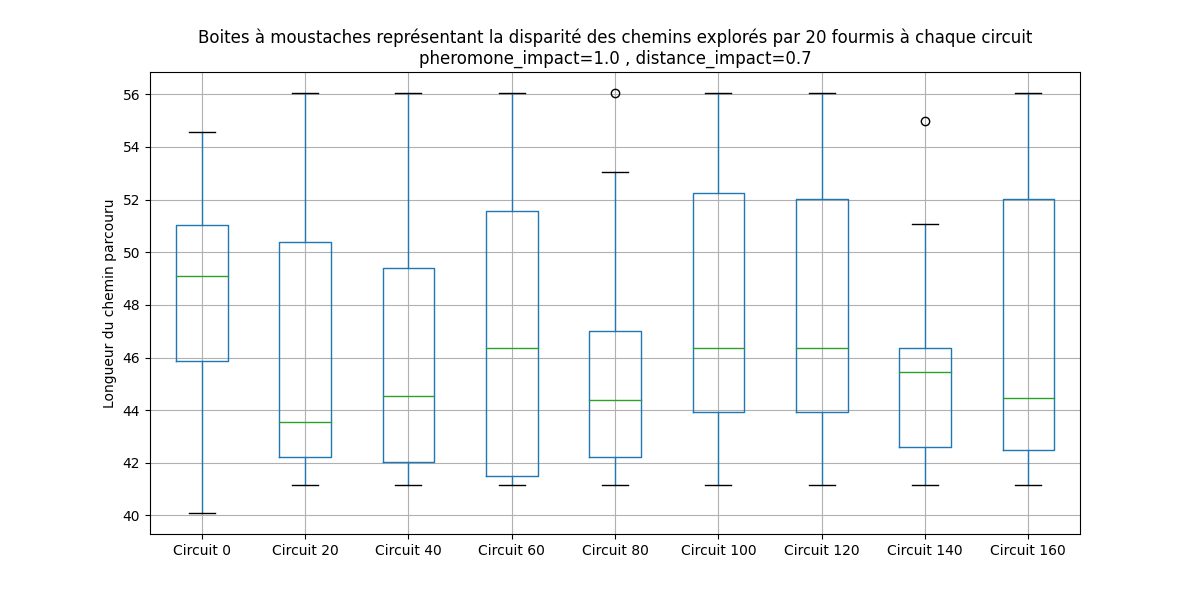 Boites à moustaches représentant la disparité des chemins explorés par 20 fourmis à chaque circuit
pheromone_impact=1.0 , distance_impact=0.7
Longueur du chemin parcouru
56
54
52
50
48
46
44
42
40
Circuit 0
Circuit 20
Circuit 40
Circuit 60
Circuit 80
Circuit 100
Circuit 120
Circuit 140
Circuit 160